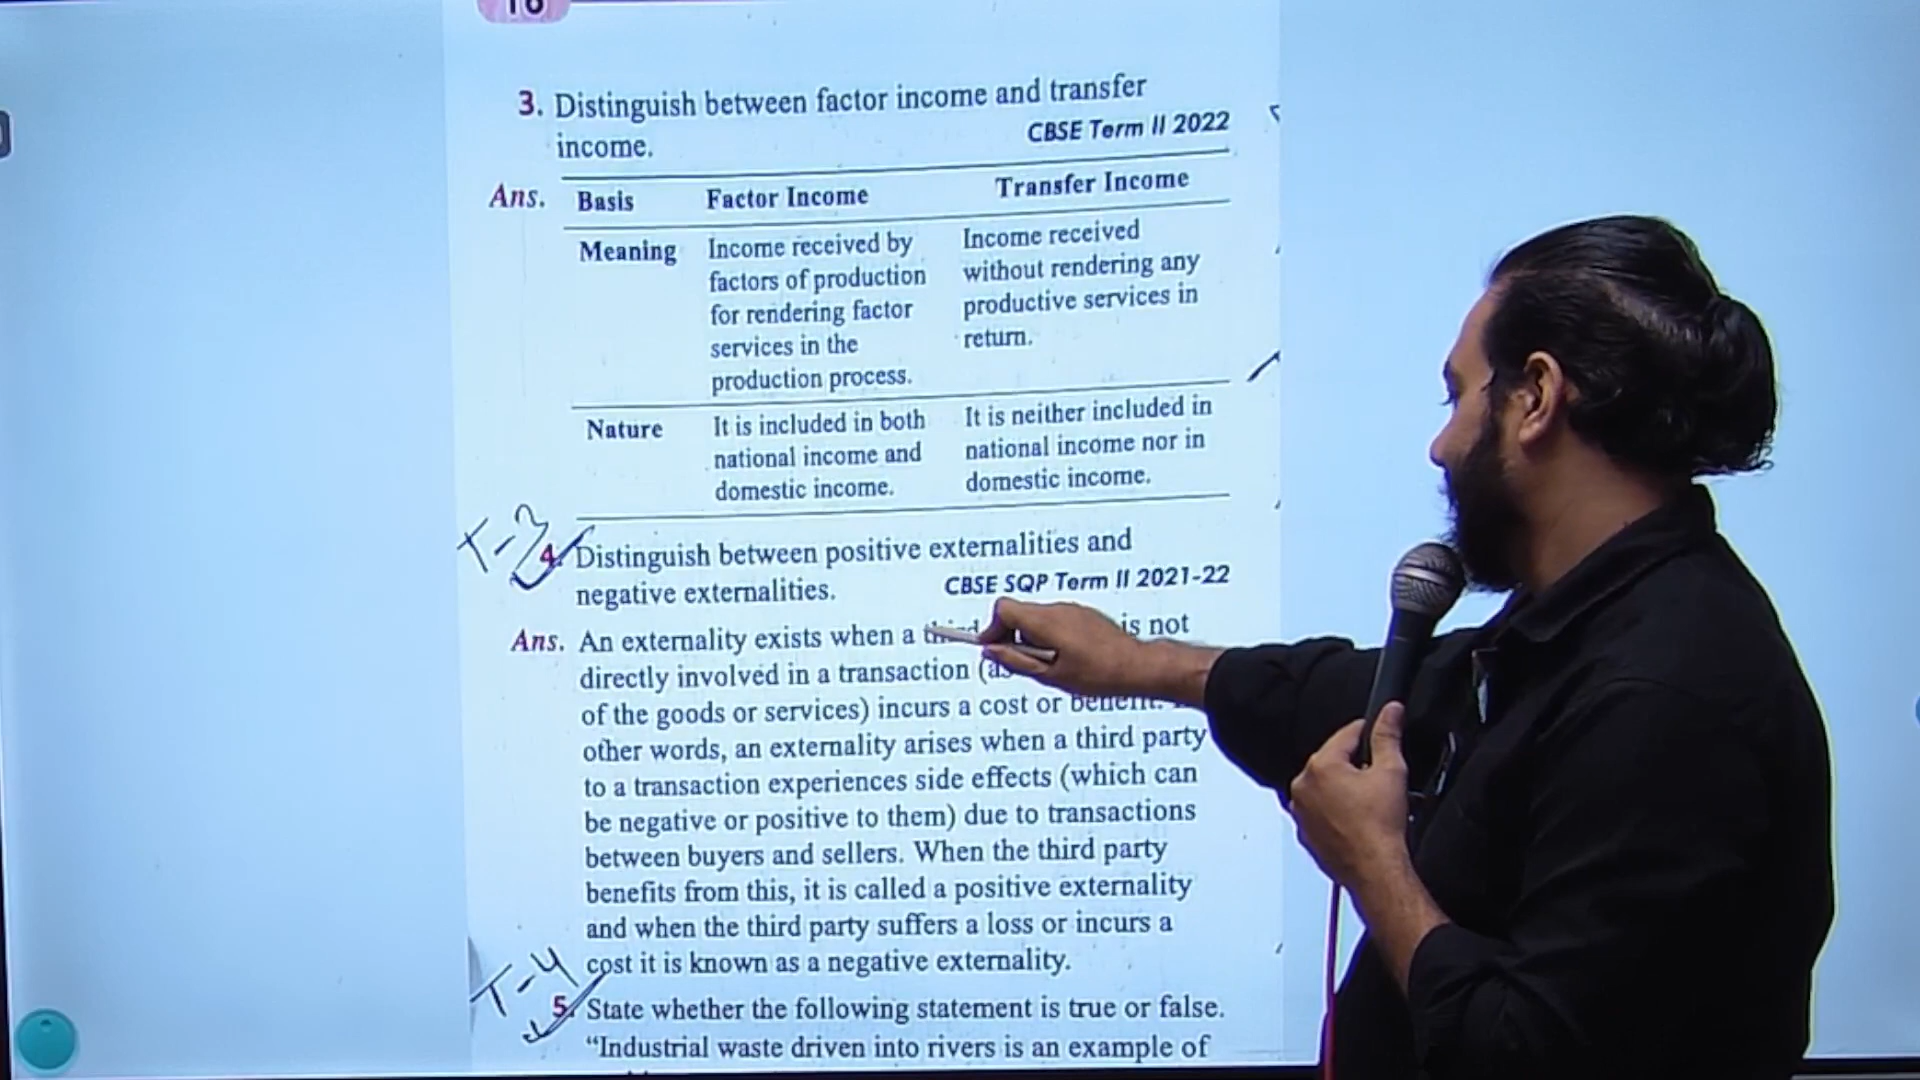 16
3. Distinguish between factor income and transfer
income. CBSE Term II 2022
Ans. Basis Factor Income Transfer Income
Meaning Income received by factors of production for rendering factor services in the production process. Income received without rendering any productive services in return.
Nature It is included in both national income and domestic income. It is neither included in national income nor in domestic income.
T-3
4. Distinguish between positive externalities and
negative externalities. CBSE SQP Term II 2021-22
Ans. An externality exists when a third is not
directly involved in a transaction
of the goods or services) incurs a cost or benefit.
other words, an externality arises when a third party
to a transaction experiences side effects (which can
be negative or positive to them) due to transactions
between buyers and sellers. When the third party
benefits from this, it is called a positive externality
and when the third party suffers a loss or incurs a
cost it is known as a negative externality.
T-4
5. State whether the following statement is true or false.
“Industrial waste driven into rivers is an example of